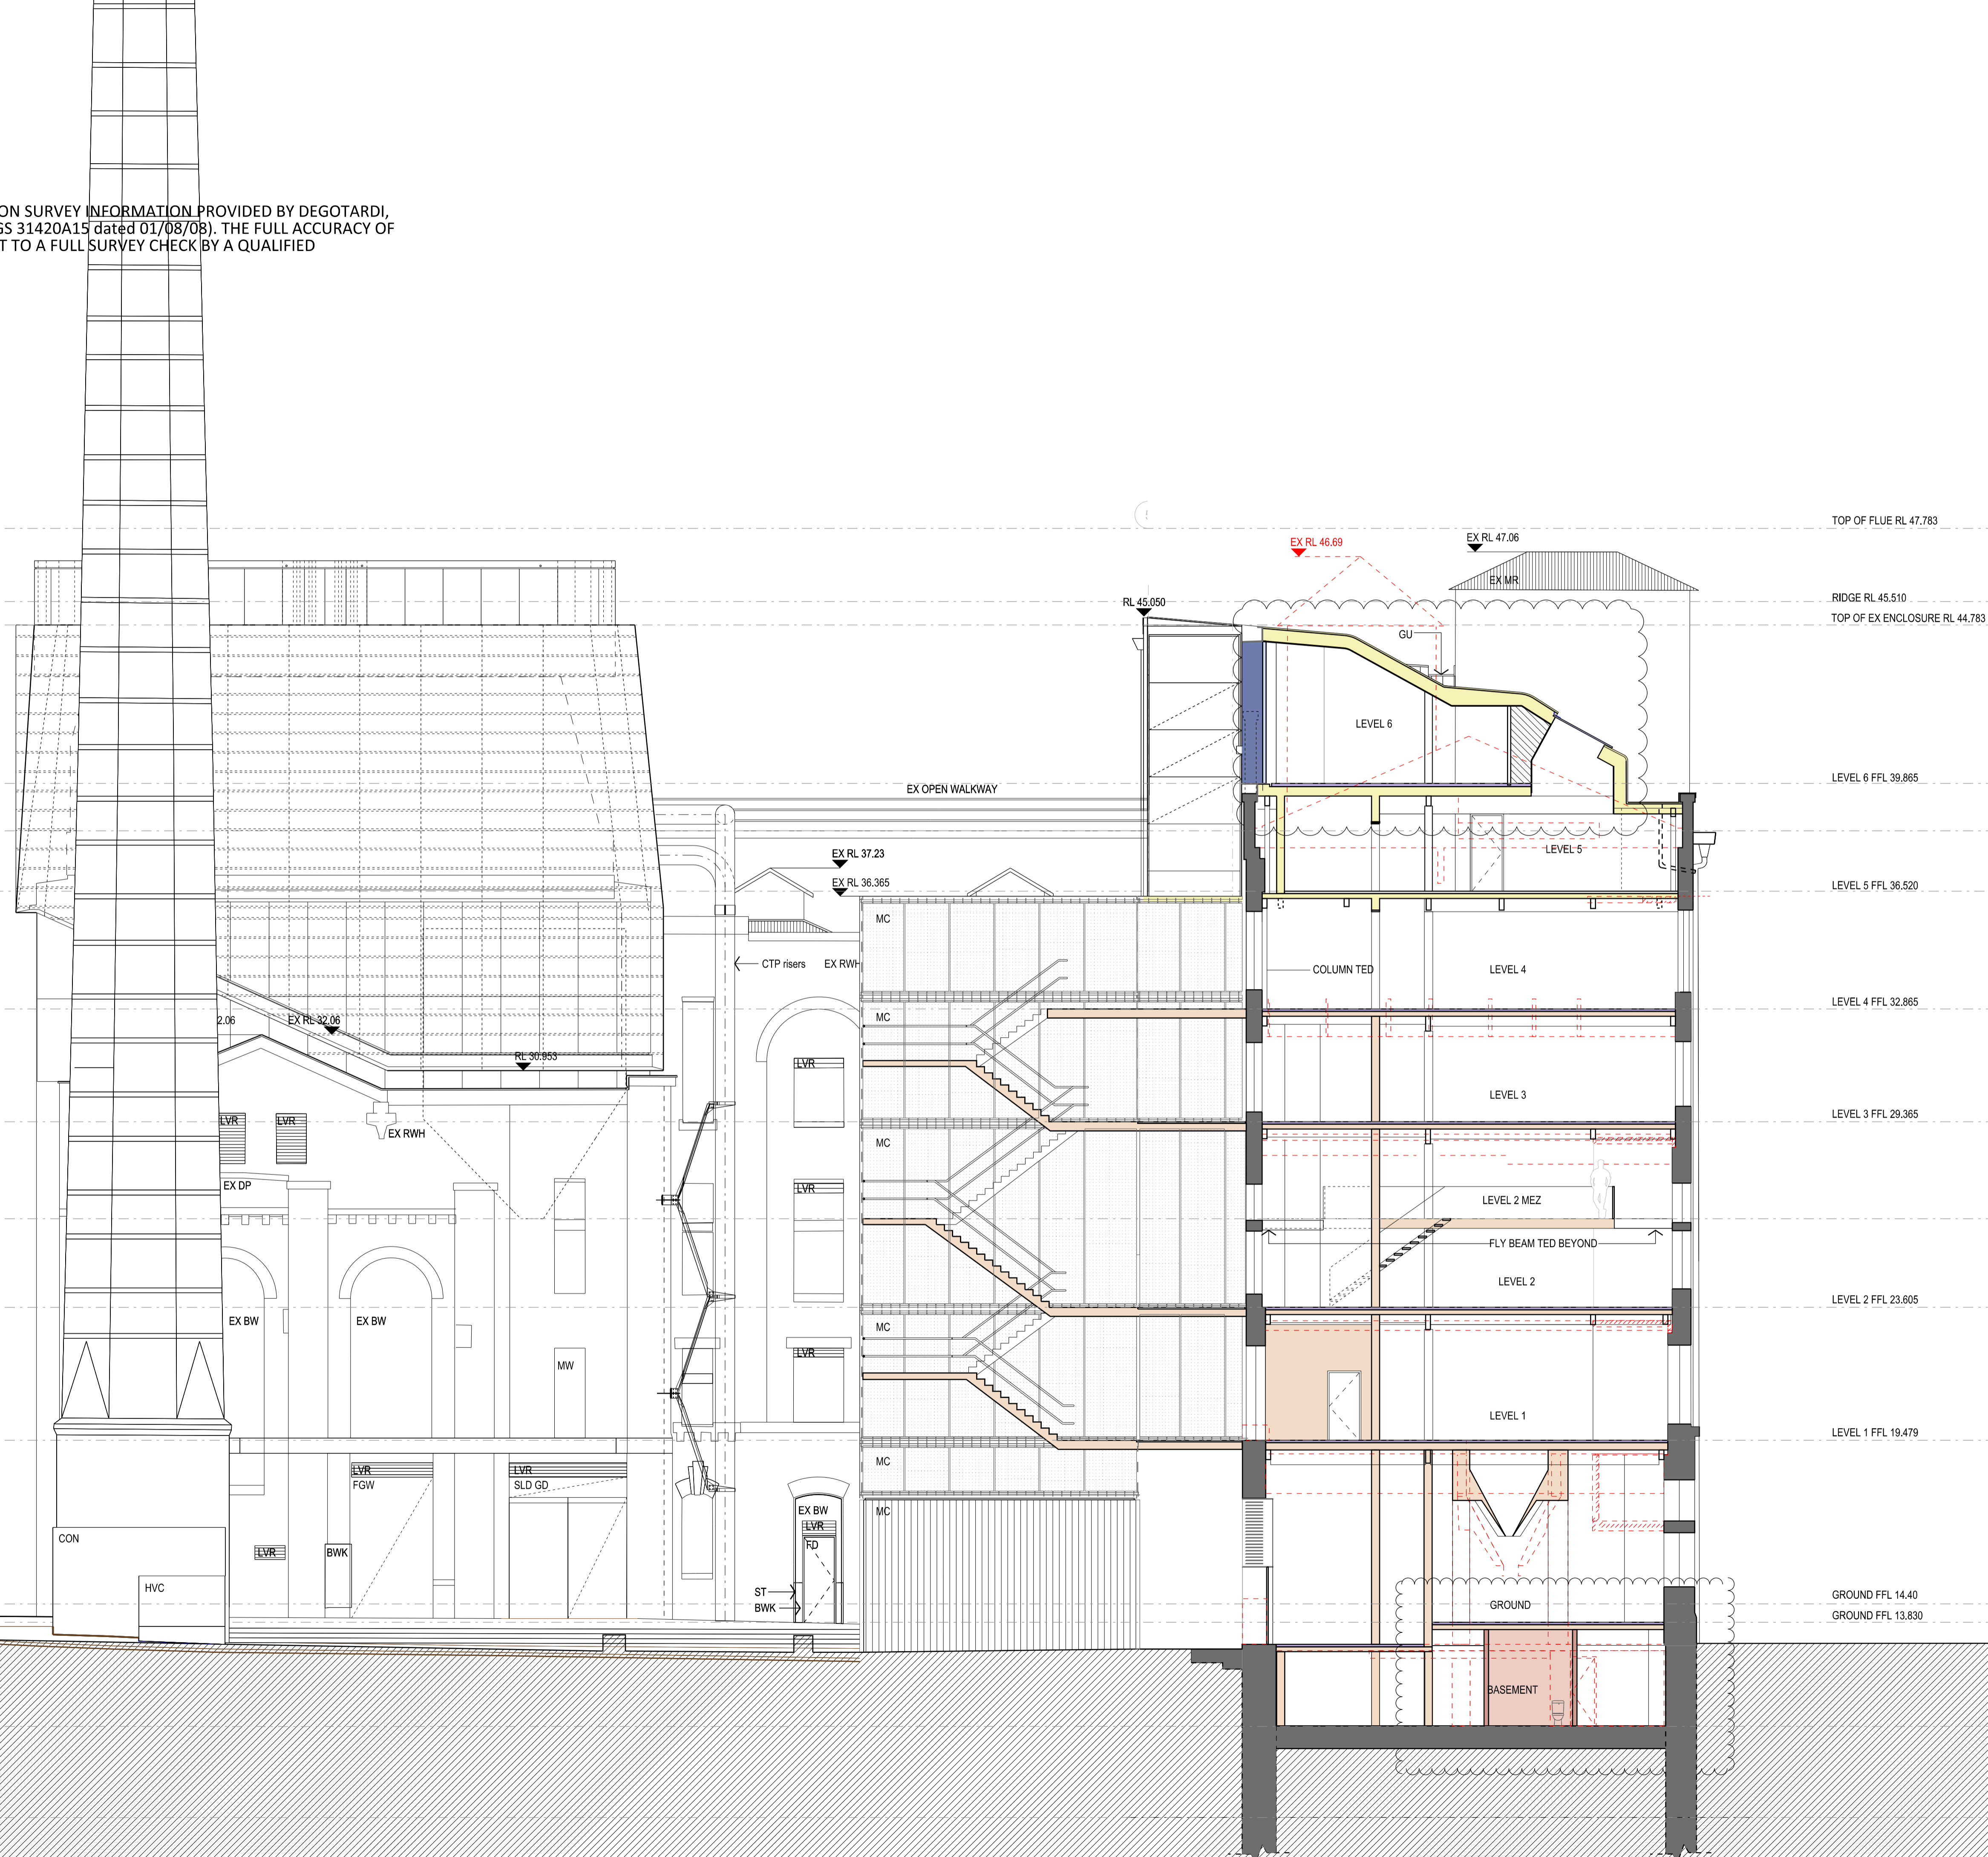 ON SURVEY INFORMATION PROVIDED BY DEGOTARDI,
GS 31420A15 dated 01/08/08). THE FULL ACCURACY OF
T TO A FULL SURVEY CHECK BY A QUALIFIED
TOP OF FLUE RL 47.783
EX RL 46.69
EX RL 47.06
EX MR
RIDGE RL 45.510
RL 45.050
TOP OF EX ENCLOSURE RL 44.783
GU
LEVEL 6
LEVEL 6 FFL 39.865
EX OPEN WALKWAY
EX RL 37.23
LEVEL 5
EX RL 36.365
LEVEL 5 FFL 36.520
MC
CTP risers
EX RWH
COLUMN TED
LEVEL 4
LEVEL 4 FFL 32.865
2.06
EX RL 32.06
MC
RL 30.953
LVR
LEVEL 3
LEVEL 3 FFL 29.365
LVR
LVR
EX RWH
MC
EX DP
LVR
LEVEL 2 MEZ
FLY BEAM TED BEYOND
LEVEL 2
LEVEL 2 FFL 23.605
EX BW
EX BW
MC
LVR
MW
LEVEL 1
LEVEL 1 FFL 19.479
MC
LVR
FGW
LVR
SLD GD
EX BW
LVR
FD
MC
CON
LVR
BWK
HVC
ST
BWK
GROUND
GROUND FFL 14.40
GROUND FFL 13.830
BASEMENT